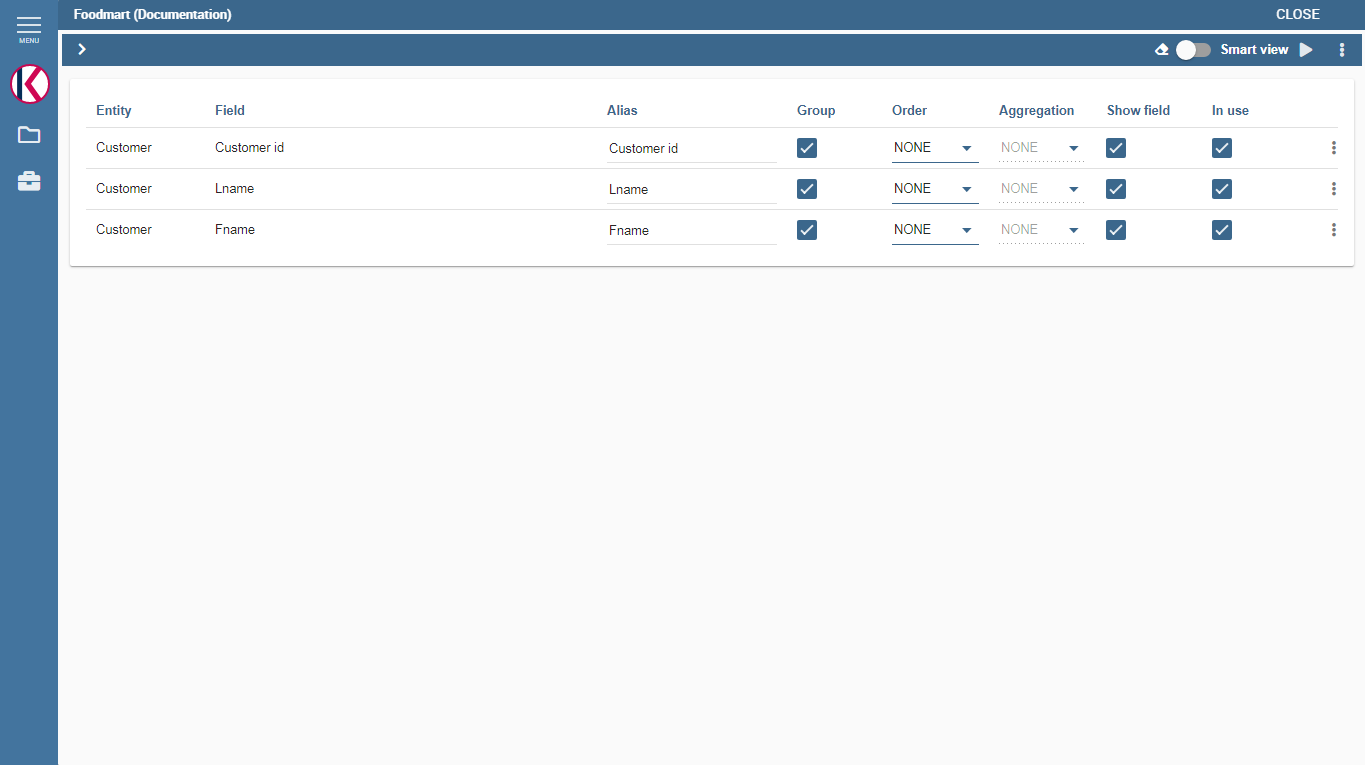 Foodmart (Documentation) CLOSE
MENU
Smart view
Entity Field Alias Group Order Aggregation Show field In use
Customer Customer id Customer id NONE NONE
Customer Lname Lname NONE NONE
Customer Fname Fname NONE NONE